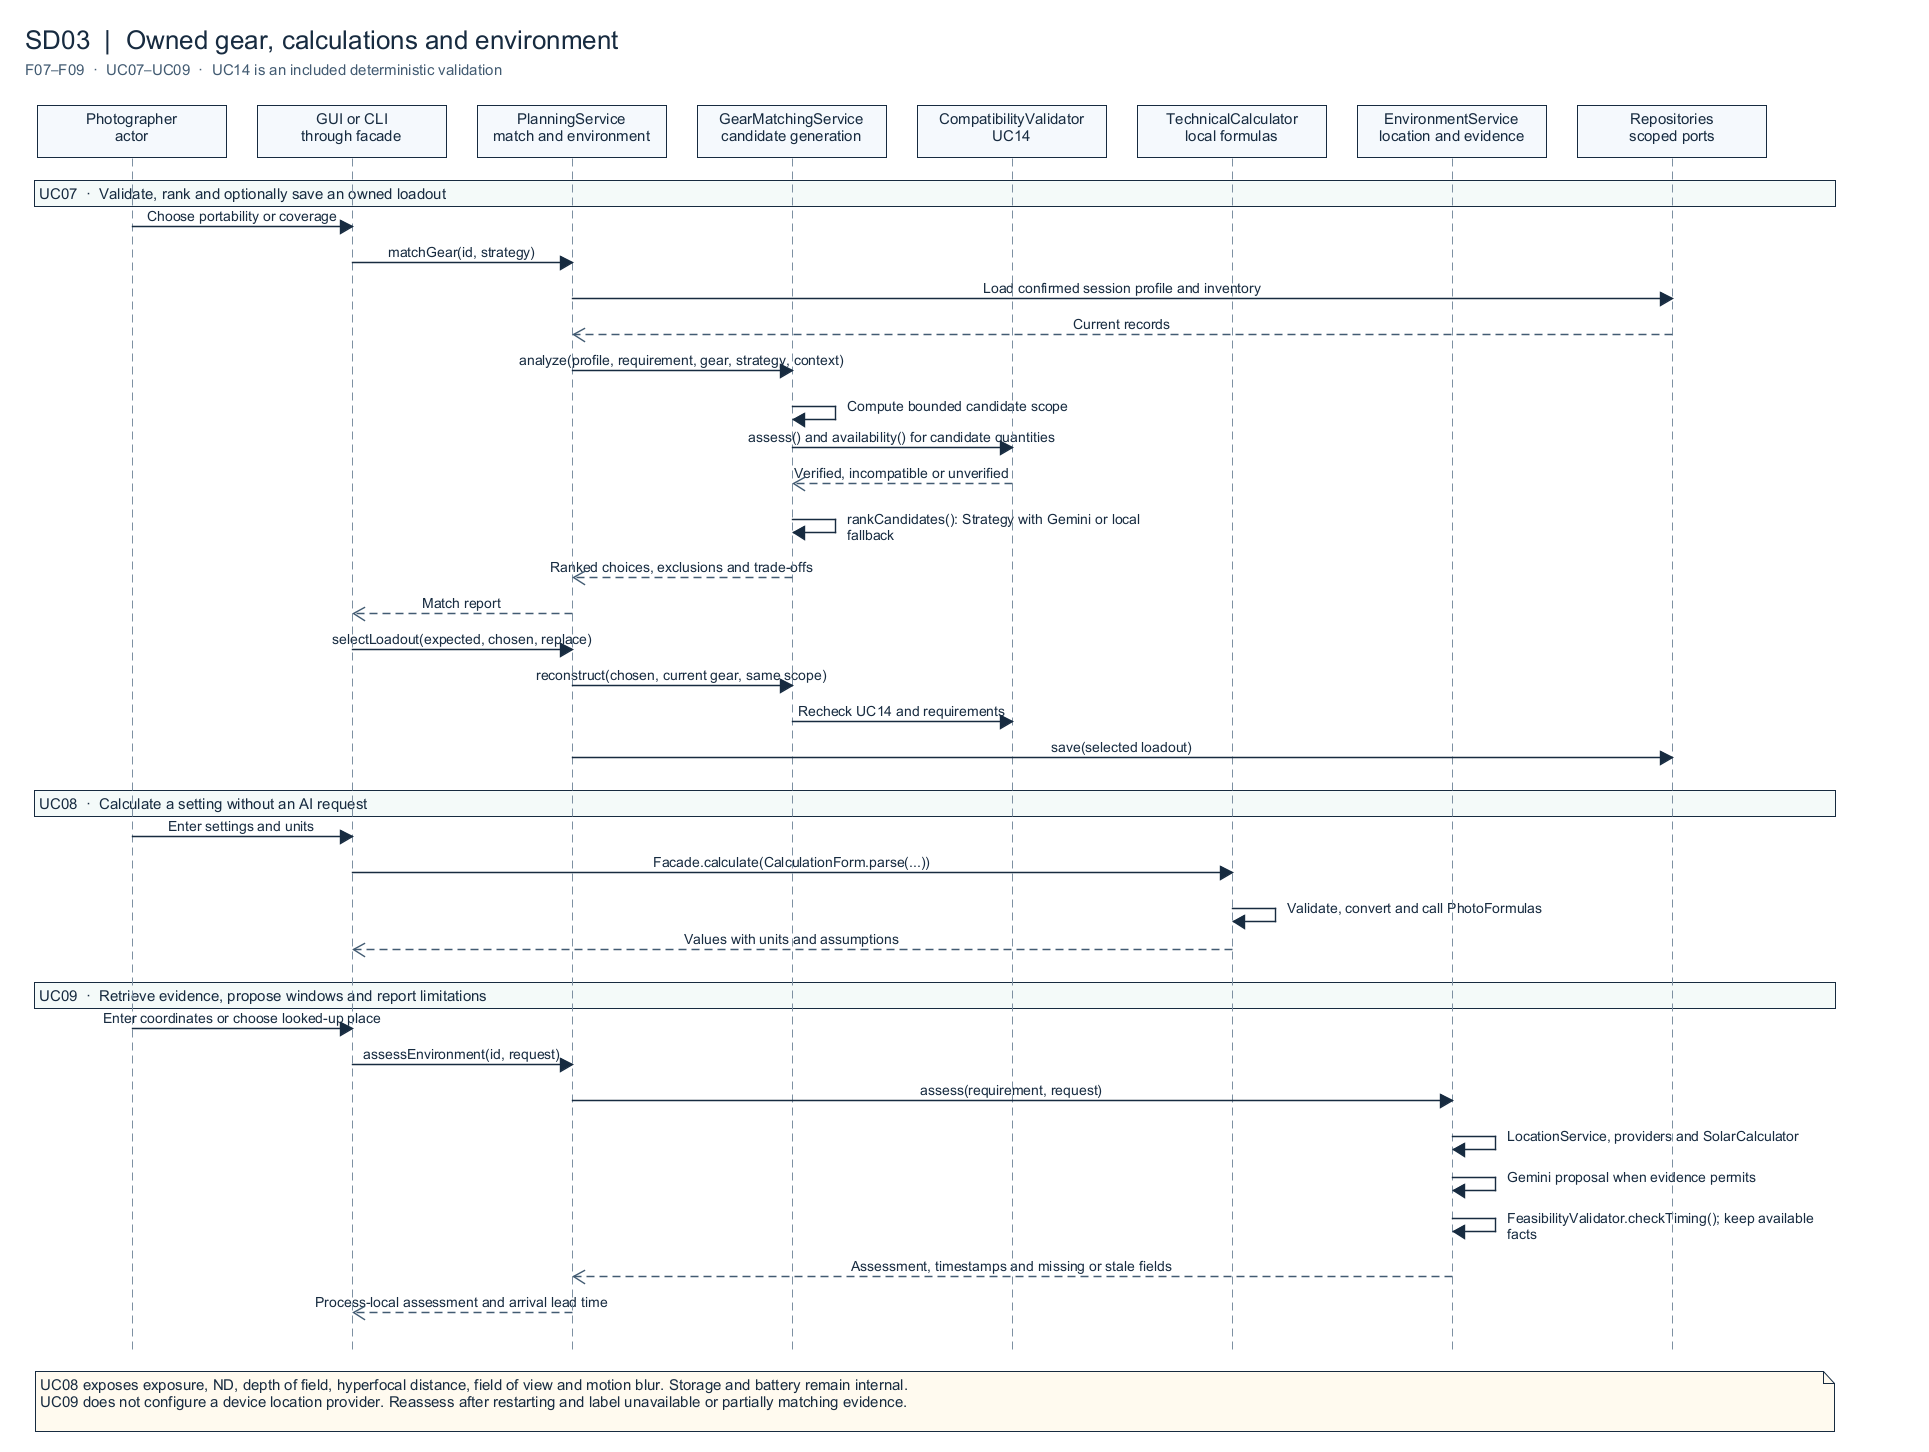 SD03 | Owned gear, calculations and environment
F07–F09 · UC07–UC09 · UC14 is an included deterministic validation
Photographer
actor
GUI or CLI
through facade
PlanningService
match and environment
GearMatchingService
candidate generation
CompatibilityValidator
UC14
TechnicalCalculator
local formulas
EnvironmentService
location and evidence
Repositories
scoped ports
UC07 · Validate, rank and optionally save an owned loadout
Choose portability or coverage
matchGear(id, strategy)
Load confirmed session profile and inventory
Current records
analyze(profile, requirement, gear, strategy, context)
Compute bounded candidate scope
assess() and availability() for candidate quantities
Verified, incompatible or unverified
rankCandidates(): Strategy with Gemini or local
fallback
Ranked choices, exclusions and trade-offs
Match report
selectLoadout(expected, chosen, replace)
reconstruct(chosen, current gear, same scope)
Recheck UC14 and requirements
save(selected loadout)
UC08 · Calculate a setting without an AI request
Enter settings and units
Facade.calculate(CalculationForm.parse(...))
Validate, convert and call PhotoFormulas
Values with units and assumptions
UC09 · Retrieve evidence, propose windows and report limitations
Enter coordinates or choose looked-up place
assessEnvironment(id, request)
assess(requirement, request)
LocationService, providers and SolarCalculator
Gemini proposal when evidence permits
FeasibilityValidator.checkTiming(); keep available
facts
Assessment, timestamps and missing or stale fields
Process-local assessment and arrival lead time
UC08 exposes exposure, ND, depth of field, hyperfocal distance, field of view and motion blur. Storage and battery remain internal.
UC09 does not configure a device location provider. Reassess after restarting and label unavailable or partially matching evidence.